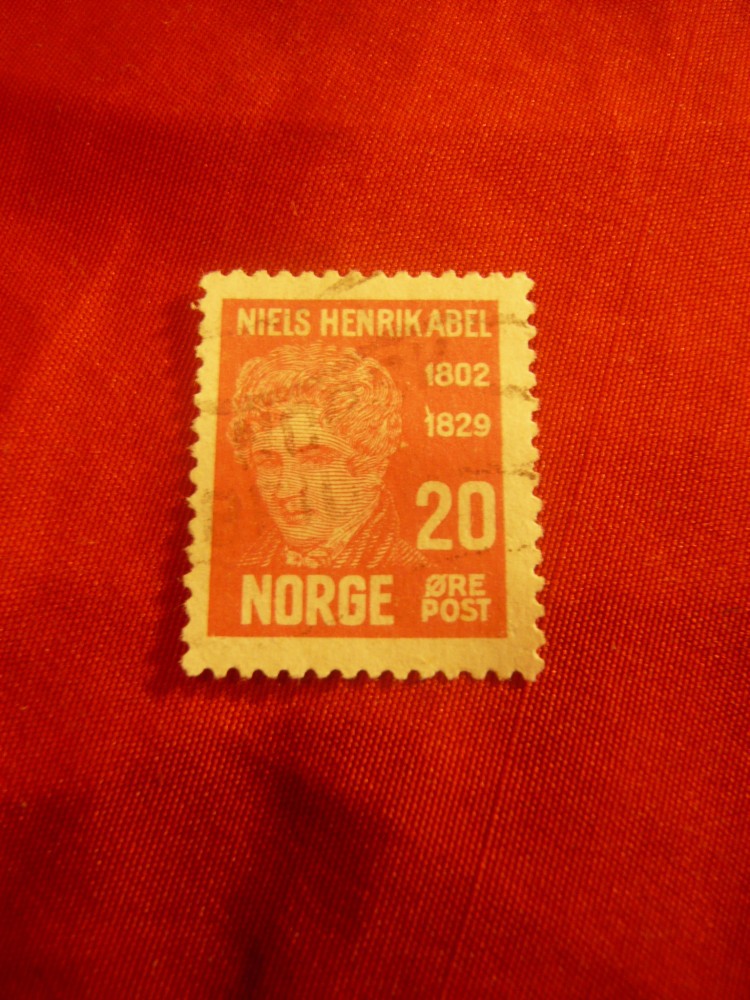 NIELS HENRIK ABEL
1802
1829
20
NORGE
ØRE
POST